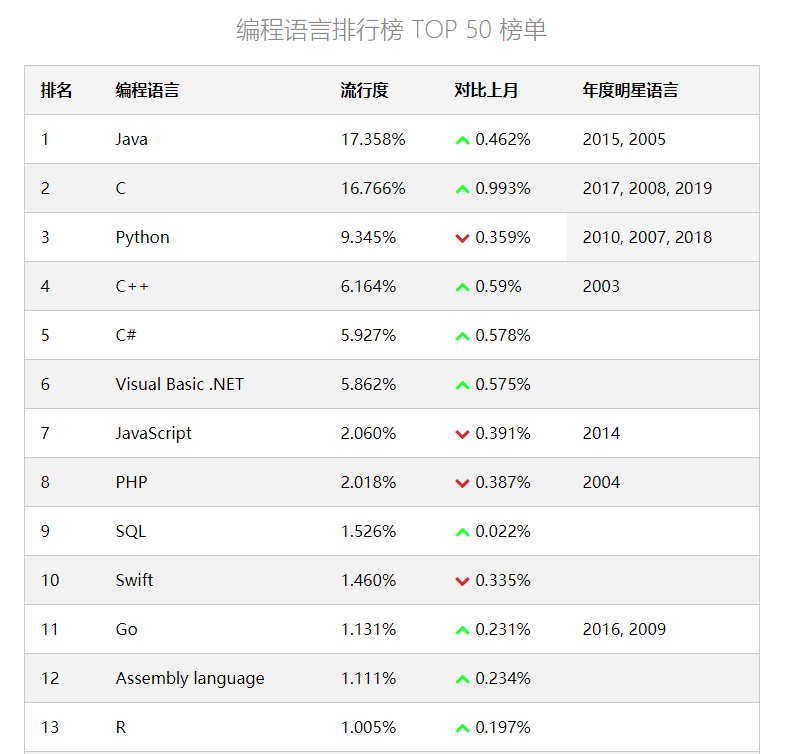 编程语言排行榜 TOP 50 榜单
排名 编程语言 流行度 对比上月 年度明星语言
1 Java 17.358% 0.462% 2015, 2005
2 C 16.766% 0.993% 2017, 2008, 2019
3 Python 9.345% 0.359% 2010, 2007, 2018
4 C++ 6.164% 0.59% 2003
5 C# 5.927% 0.578%
6 Visual Basic .NET 5.862% 0.575%
7 JavaScript 2.060% 0.391% 2014
8 PHP 2.018% 0.387% 2004
9 SQL 1.526% 0.022%
10 Swift 1.460% 0.335%
11 Go 1.131% 0.231% 2016, 2009
12 Assembly language 1.111% 0.234%
13 R 1.005% 0.197%